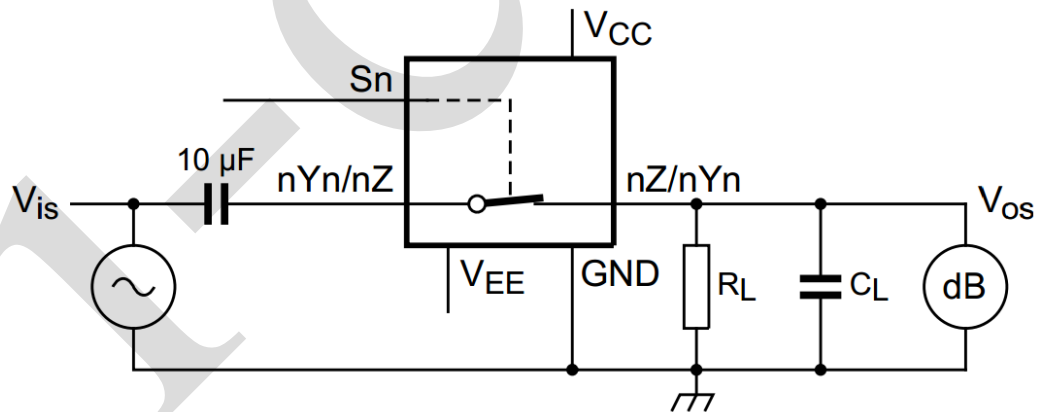 VCC
Sn
10 µF
nYn/nZ
nZ/nYn
Vis
Vos
VEE
GND
RL
CL
dB